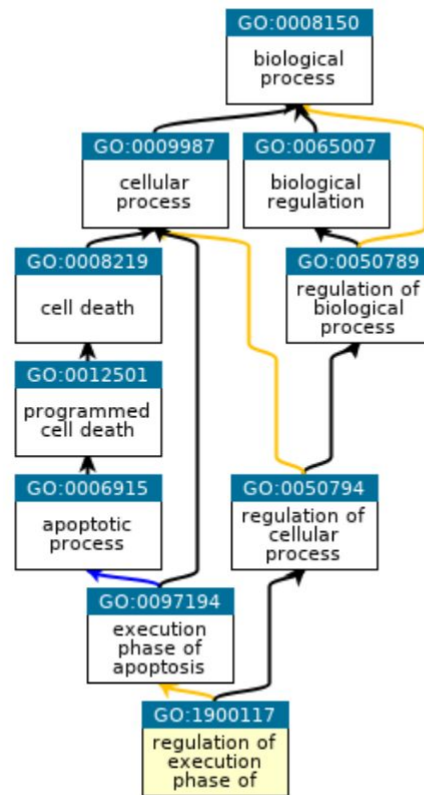 GO:0008150
biological
process
GO:0009987
cellular
process
GO:0065007
biological
regulation
GO:0008219
cell death
GO:0050789
regulation of
biological
process
GO:0012501
programmed
cell death
GO:0006915
apoptotic
process
GO:0050794
regulation of
cellular
process
GO:0097194
execution
phase of
apoptosis
GO:1900117
regulation of
execution
phase of